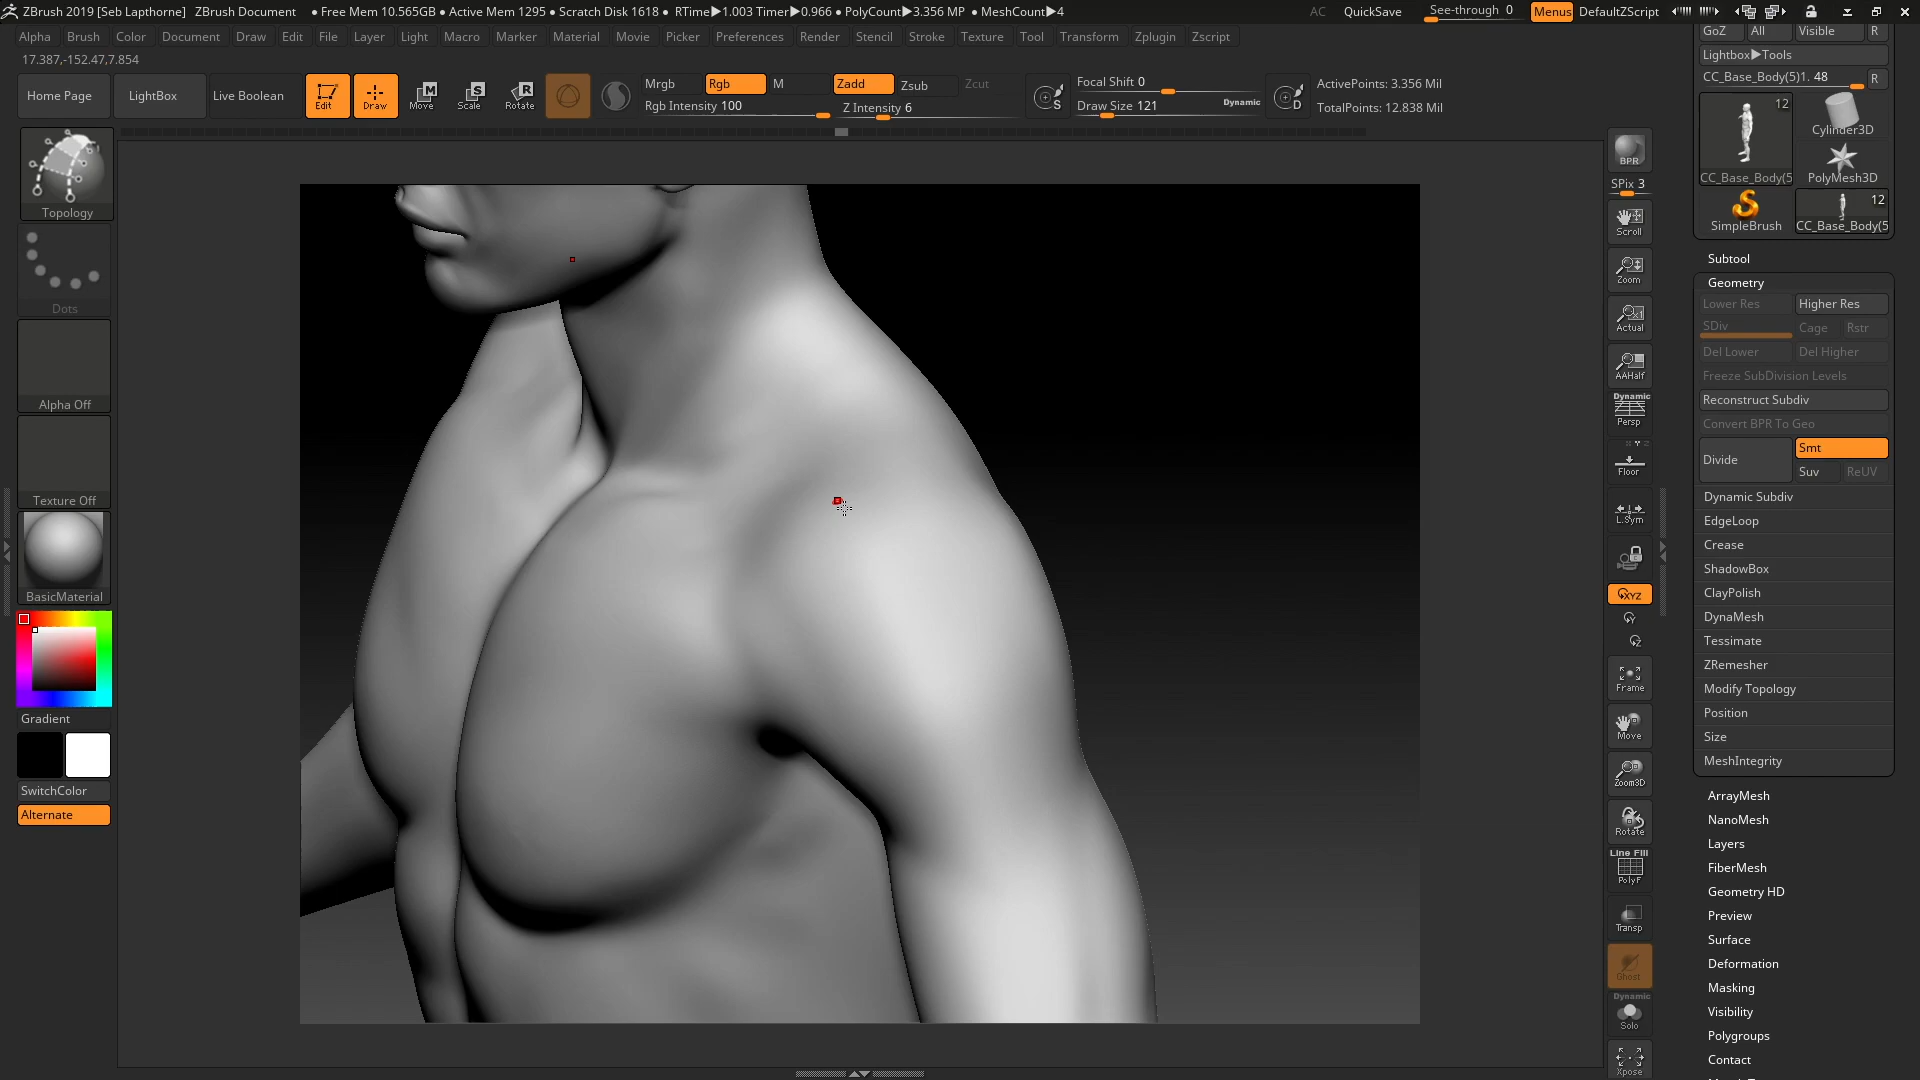 ZBrush 2019 [Seb Lapthorne] ZBrush Document • Free Mem 10.565GB • Active Mem 1295 • Scratch Disk 1618 • RTime▶1.003 Timer▶0.966 • PolyCount▶3.356 MP • MeshCount▶4 AC QuickSave See-through 0 Menus DefaultZScript
Alpha Brush Color Document Draw Edit File Layer Light Macro Marker Material Movie Picker Preferences Render Stencil Stroke Texture Tool Transform Zplugin Zscript
17.387,-152.47,7.854
Home Page LightBox Live Boolean Edit Draw Move Scale Rotate
Mrgb Rgb M Zadd Zsub Zcut
Rgb Intensity 100 Z Intensity 6
Focal Shift 0
Draw Size 121 Dynamic
ActivePoints: 3.356 Mil
TotalPoints: 12.838 Mil
Topology
Dots
Alpha Off
Texture Off
BasicMaterial
Gradient
SwitchColor
Alternate
BPR
SPix 3
Scroll
Zoom
Actual
AAHalf
Dynamic
Persp
Floor
L.Sym
XYZ
Frame
Move
Zoom3D
Rotate
Line Fill
PolyF
Transp
Ghost
Dynamic
Solo
Xpose
GoZ All Visible R
Lightbox▶Tools
CC_Base_Body(5)1. 48 R
12
Cylinder3D
CC_Base_Body(5 PolyMesh3D
12
SimpleBrush CC_Base_Body(5
Subtool
Geometry
Lower Res Higher Res
SDiv Cage Rstr
Del Lower Del Higher
Freeze SubDivision Levels
Reconstruct Subdiv
Convert BPR To Geo
Divide Smt
Suv ReUV
Dynamic Subdiv
EdgeLoop
Crease
ShadowBox
ClayPolish
DynaMesh
Tessimate
ZRemesher
Modify Topology
Position
Size
MeshIntegrity
ArrayMesh
NanoMesh
Layers
FiberMesh
Geometry HD
Preview
Surface
Deformation
Masking
Visibility
Polygroups
Contact